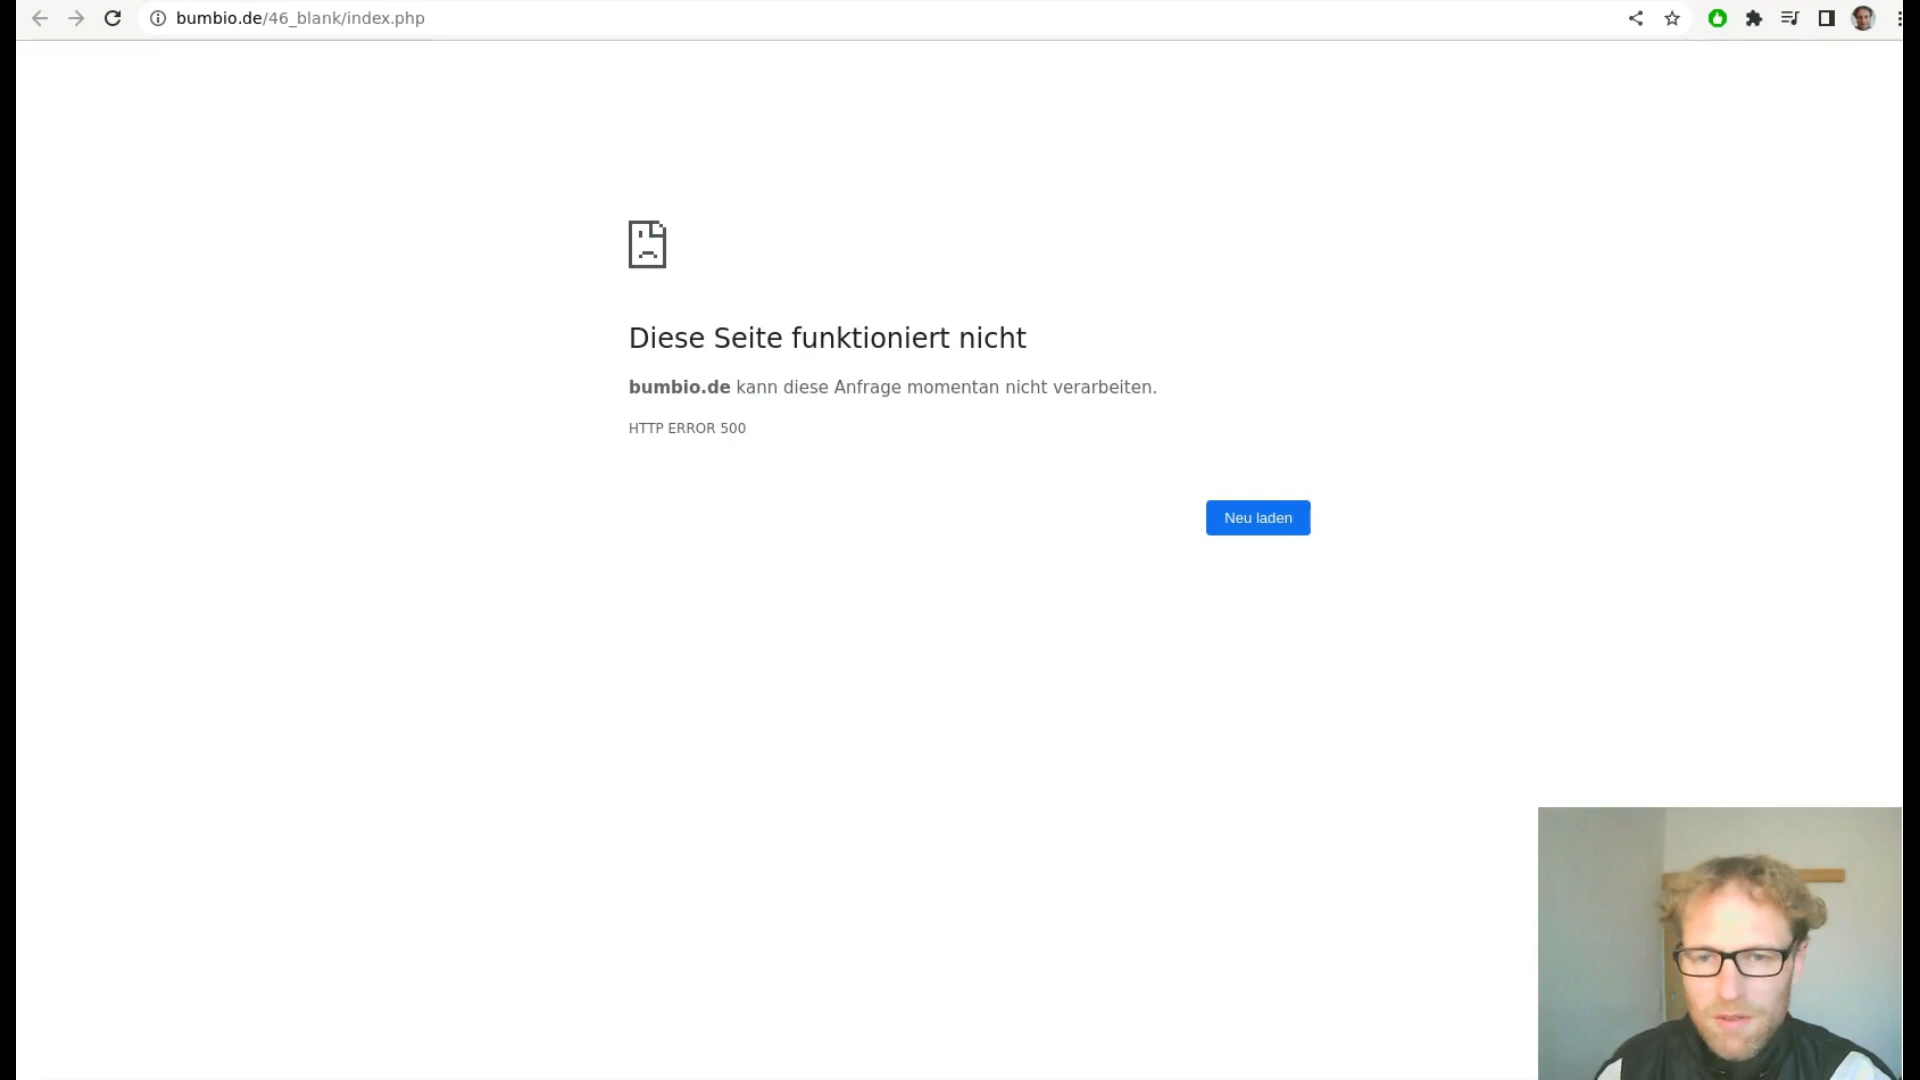 bumbio.de/46_blank/index.php
Diese Seite funktioniert nicht
bumbio.de kann diese Anfrage momentan nicht verarbeiten.
HTTP ERROR 500
Neu laden